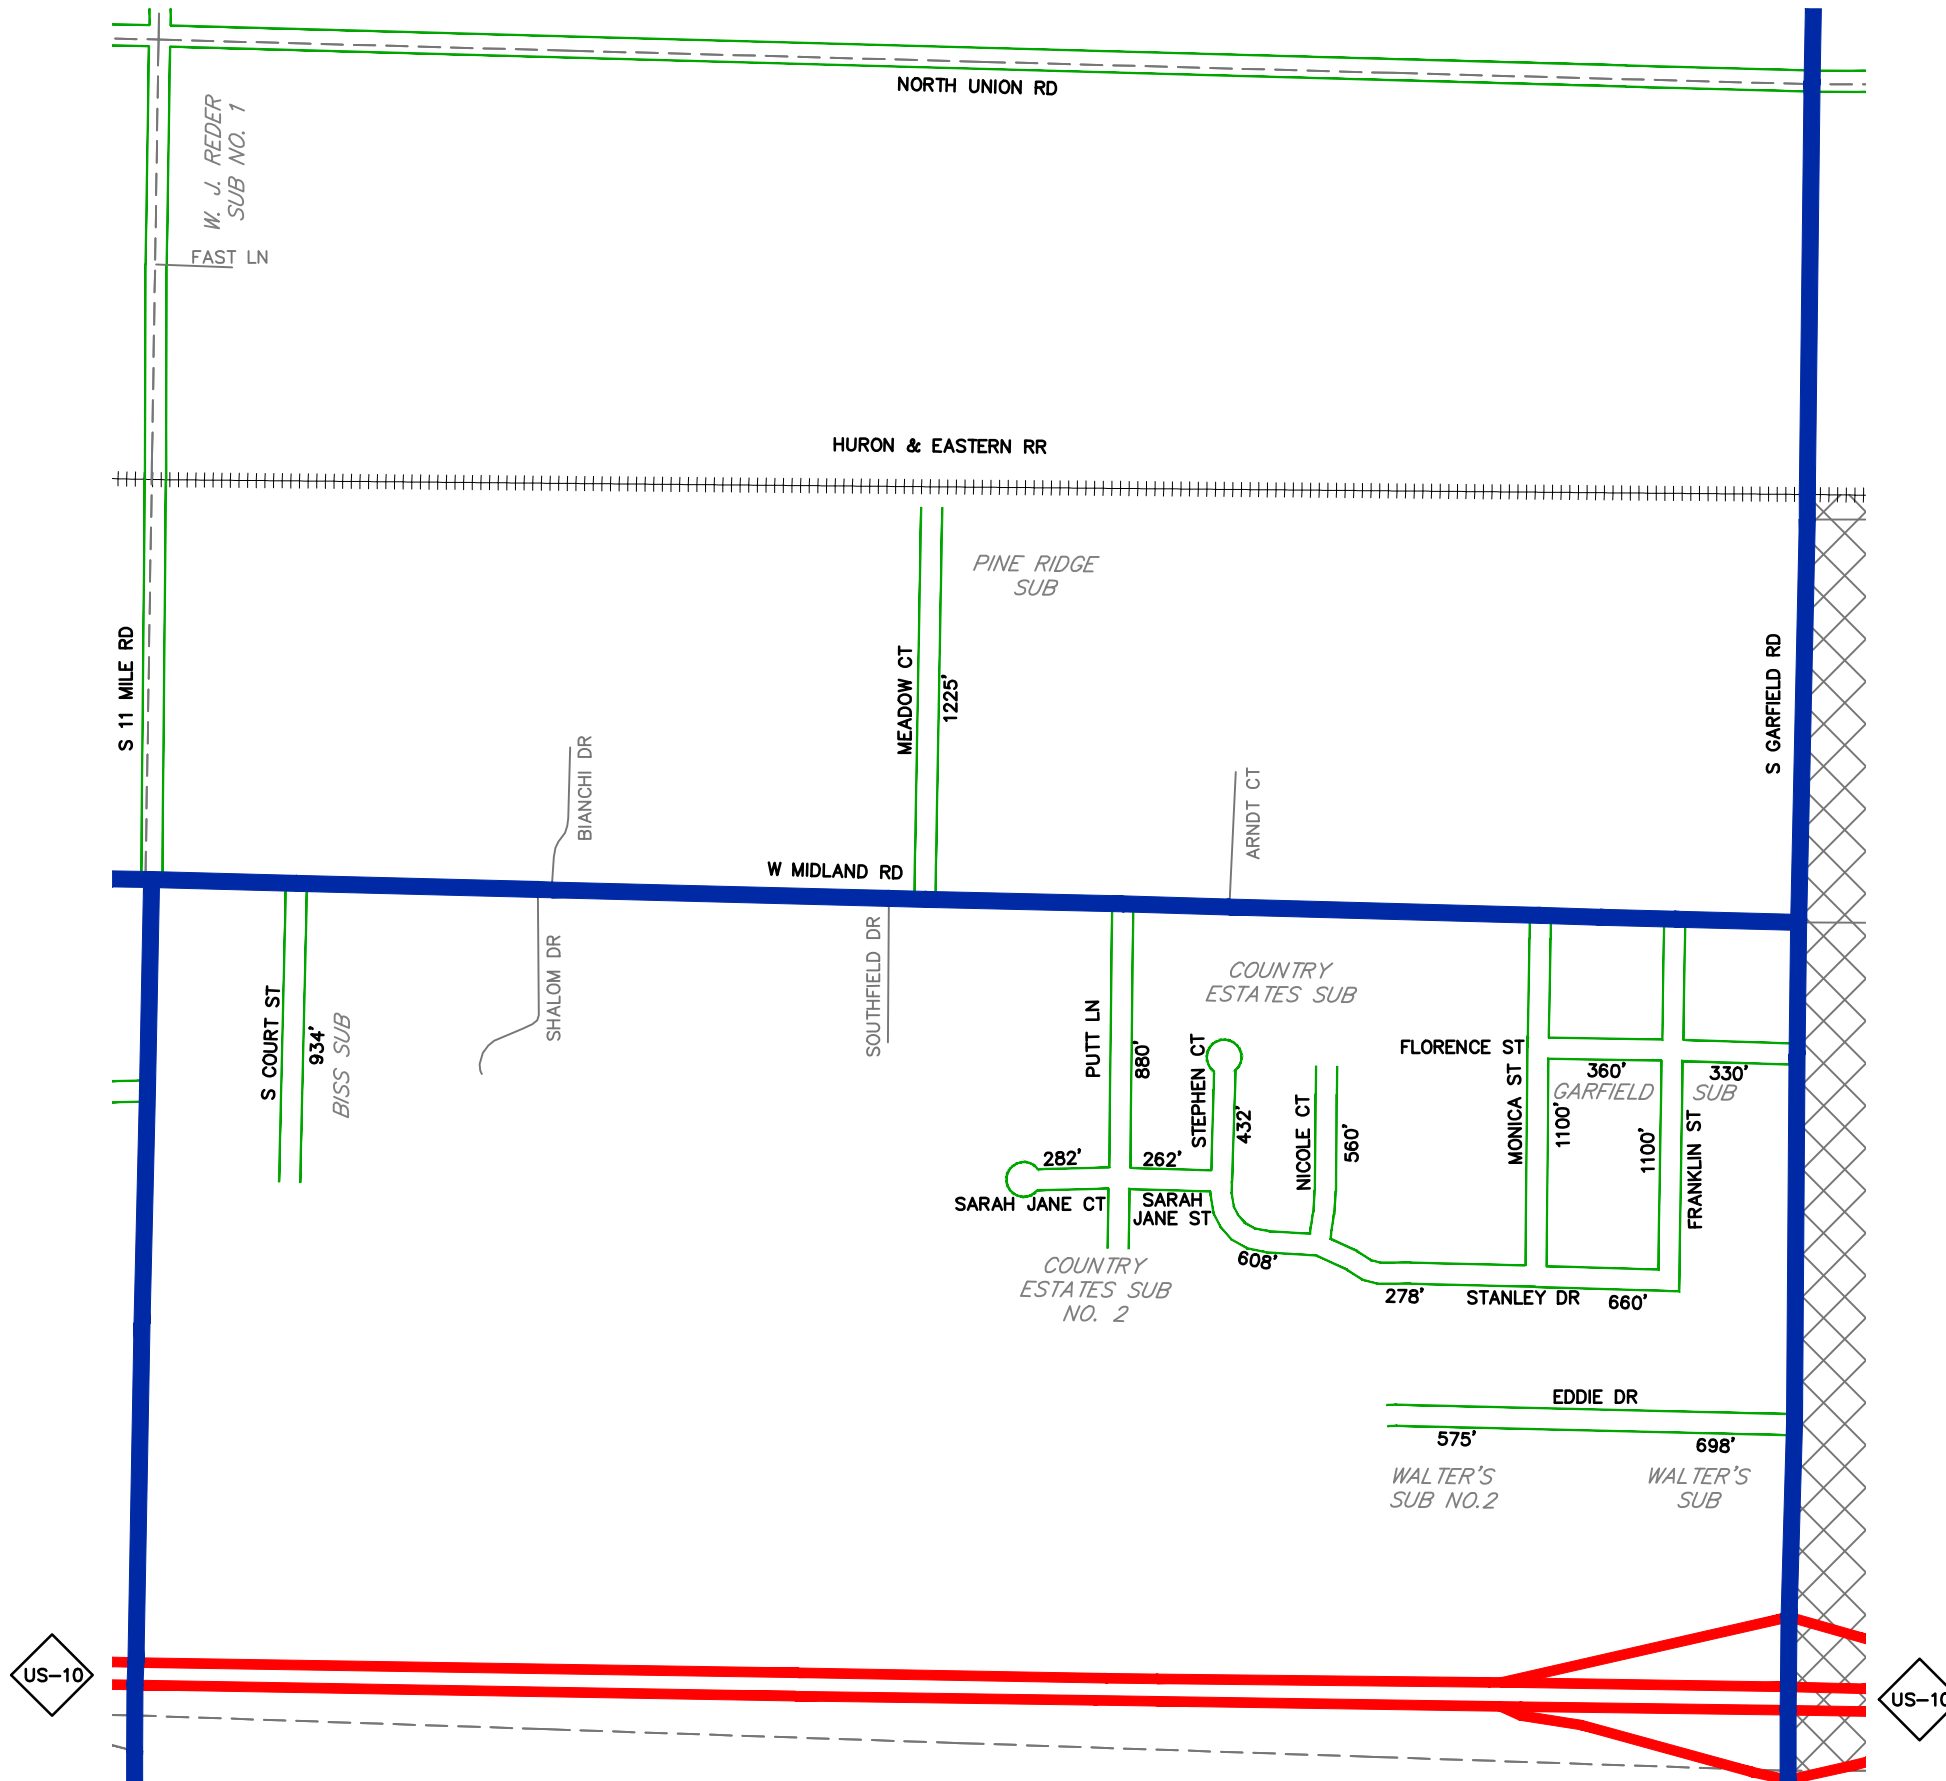 NORTH UNION RD
W. J. REDER
SUB NO. 1
FAST LN
HURON & EASTERN RR
PINE RIDGE
SUB
S 11 MILE RD
MEADOW CT
1225'
S GARFIELD RD
BIANCHI DR
ARNDT CT
W MIDLAND RD
S COURT ST
934'
BISS SUB
SHALOM DR
SOUTHFIELD DR
PUTT LN
880'
COUNTRY
ESTATES SUB
STEPHEN CT
432'
NICOLE CT
560'
FLORENCE ST
360'
330'
GARFIELD SUB
MONICA ST
1100'
1100'
FRANKLIN ST
282'
262'
SARAH JANE CT
SARAH
JANE ST
608'
COUNTRY
ESTATES SUB
NO. 2
278'
STANLEY DR
660'
EDDIE DR
575'
698'
WALTER'S
SUB NO.2
WALTER'S
SUB
US-10
US-10